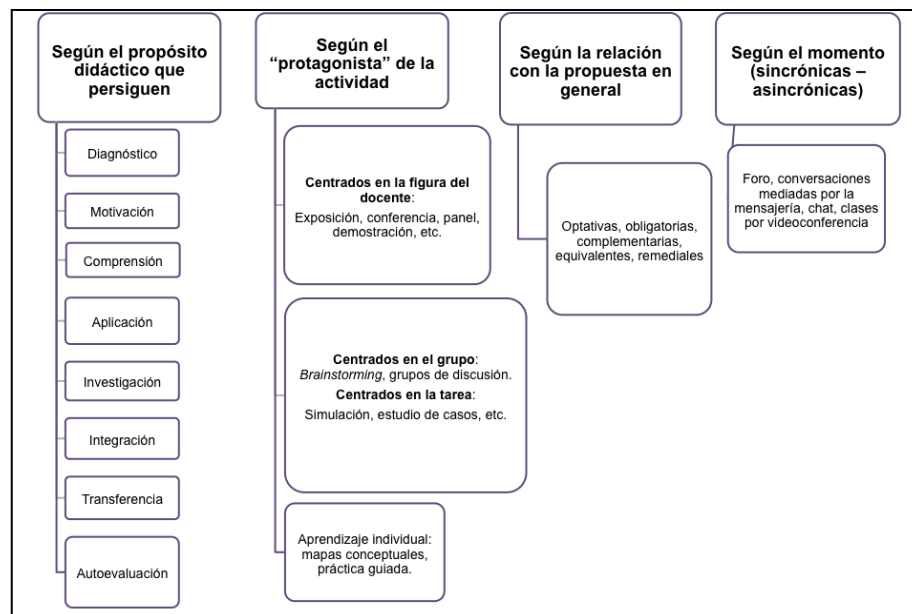 Según el propósito
didáctico que
persiguen
Diagnóstico
Motivación
Comprensión
Aplicación
Investigación
Integración
Transferencia
Autoevaluación
Según el
“protagonista” de la
actividad
Centrados en la figura del
docente:
Exposición, conferencia, panel,
demostración, etc.
Centrados en el grupo:
Brainstorming, grupos de discusión.
Centrados en la tarea:
Simulación, estudio de casos, etc.
Aprendizaje individual:
mapas conceptuales,
práctica guiada.
Según la relación
con la propuesta en
general
Optativas, obligatorias,
complementarias,
equivalentes, remediales
Según el momento
(sincrónicas –
asincrónicas)
Foro, conversaciones
mediadas por la
mensajería, chat, clases
por videoconferencia